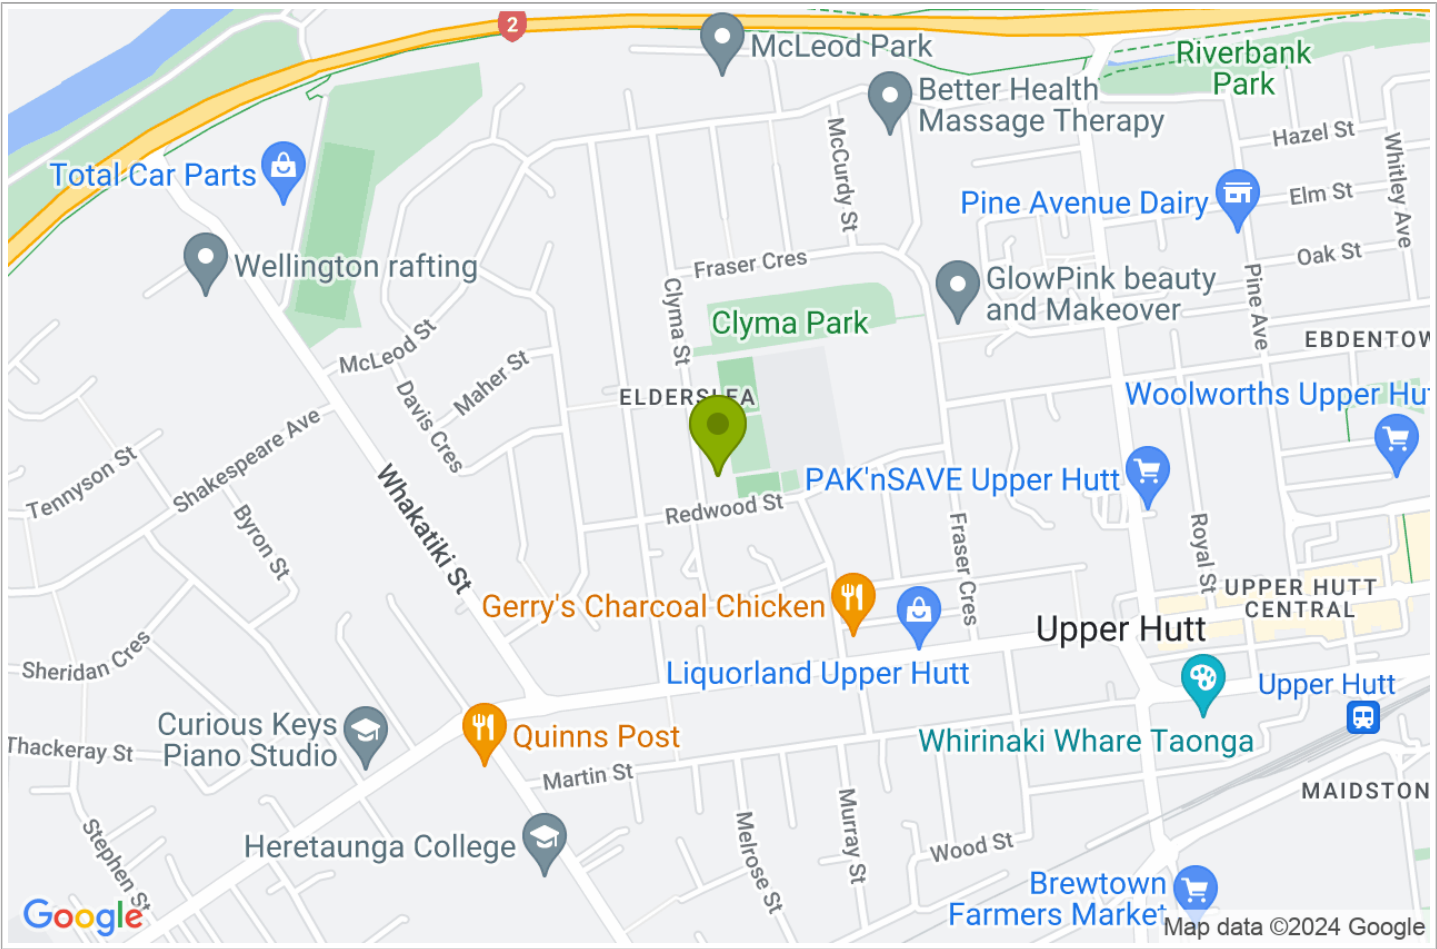 2
McLeod Park
Riverbank
Park
Better Health
Massage Therapy
McCurdy St
Hazel St
Whitley Ave
Total Car Parts
Pine Avenue Dairy
Elm St
Wellington rafting
Fraser Cres
Oak St
GlowPink beauty
and Makeover
Clyma St
Pine Ave
Clyma Park
McLeod St
Maher St
EBDENTOW
Davis Cres
ELDERSLEA
Woolworths Upper Hut
Shakespeare Ave
Tennyson St
Whakatiki St
PAK'nSAVE Upper Hutt
Redwood St
Byron St
Fraser Cres
Royal St
Gerry's Charcoal Chicken
UPPER HUTT
CENTRAL
Upper Hutt
Sheridan Cres
Liquorland Upper Hutt
Upper Hutt
Curious Keys
Piano Studio
Thackeray St
Quinns Post
Whirinaki Whare Taonga
Martin St
MAIDSTON
Stephen St
Melrose St
Murray St
Heretaunga College
Wood St
Brewtown
Farmers Market
Google
Map data ©2024 Google